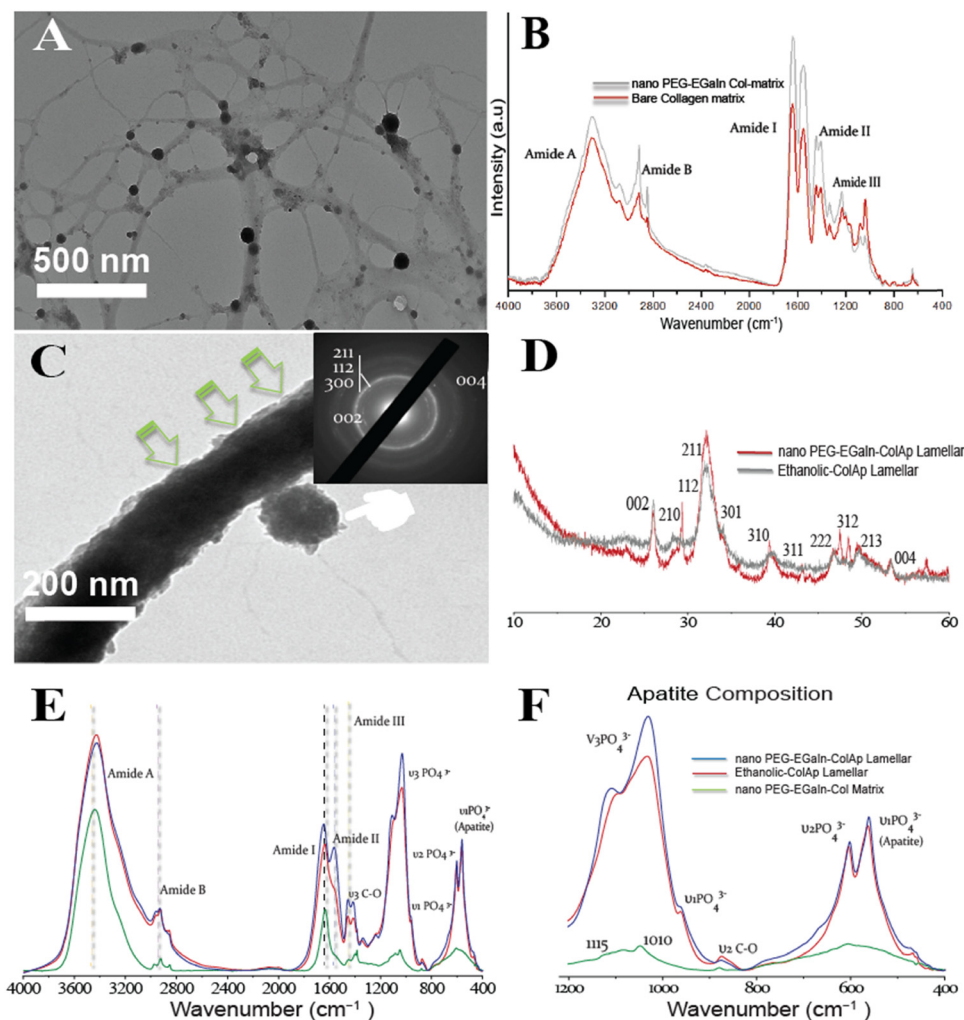 A
500 nm
B
nano PEG-EGaIn Col-matrix
Bare Collagen matrix
Amide I
Amide II
Amide A
Amide B
Amide III
Intensity (a.u)
4000 3600 3200 2800 2400 2000 1600 1200 800 400
Wavenumber (cm⁻¹)
C
211
112
300
002
004
200 nm
D
nano PEG-EGaIn-ColAp Lamellar
Ethanolic-ColAp Lamellar
211
002
210
112
301
310
311
222
312
213
004
10 20 30 40 50 60
E
Amide III
Amide A
Amide B
Amide I
Amide II
υ3 C-O
υ3 PO₄³⁻
υ2 PO₄³⁻
υ1 PO₄³⁻
υ1PO₄³⁻
(Apatite)
4000 3600 3200 2800 2400 2000 1600 1200 800 400
Wavenumber (cm⁻¹)
F
Apatite Composition
V3PO₄³⁻
nano PEG-EGaIn-ColAp Lamellar
Ethanolic-ColAp Lamellar
nano PEG-EGaIn-Col Matrix
υ2PO₄³⁻
υ1PO₄³⁻
(Apatite)
υ1PO₄³⁻
υ2 C-O
1115
1010
1200 1000 800 600 400
Wavenumber (cm⁻¹)